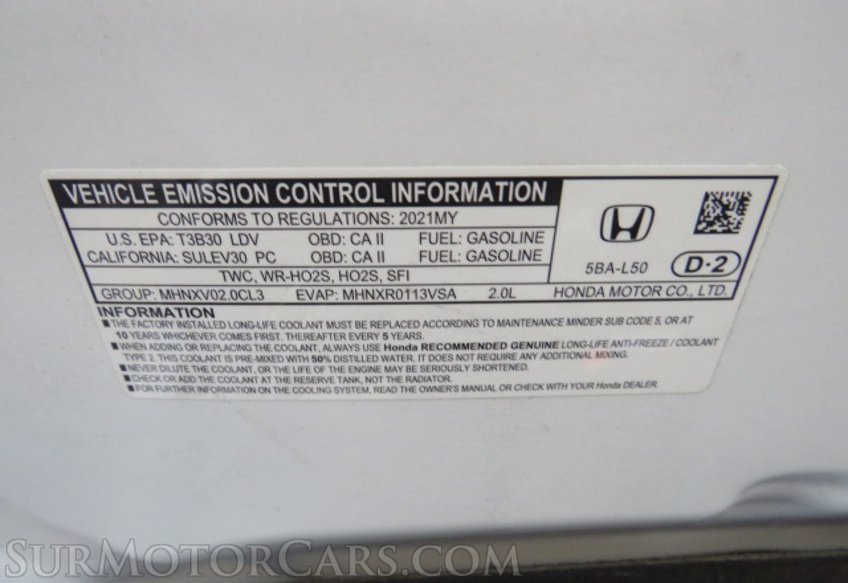 VEHICLE EMISSION CONTROL INFORMATION
CONFORMS TO REGULATIONS: 2021MY
U.S. EPA: T3B30 LDV OBD: CA II FUEL: GASOLINE
CALIFORNIA: SULEV30 PC OBD: CA II FUEL: GASOLINE
TWC, WR-HO2S, HO2S, SFI
GROUP: MHNXV02.0CL3 EVAP: MHNXR0113VSA 2.0L
5BA-L50 D-2
HONDA MOTOR CO., LTD.
INFORMATION
■THE FACTORY INSTALLED LONG-LIFE COOLANT MUST BE REPLACED ACCORDING TO MAINTENANCE MINDER SUB CODE 5, OR AT
10 YEARS WHICHEVER COMES FIRST. THEREAFTER EVERY 5 YEARS.
■WHEN ADDING OR REPLACING THE COOLANT, ALWAYS USE Honda RECOMMENDED GENUINE LONG-LIFE ANTI-FREEZE / COOLANT
TYPE 2. THIS COOLANT IS PRE-MIXED WITH 50% DISTILLED WATER. IT DOES NOT REQUIRE ANY ADDITIONAL MIXING.
■NEVER DILUTE THE COOLANT, OR THE LIFE OF THE ENGINE MAY BE SERIOUSLY SHORTENED.
■CHECK OR ADD THE COOLANT AT THE RESERVE TANK, NOT THE RADIATOR.
■FOR FURTHER INFORMATION ON THE COOLING SYSTEM, READ THE OWNER'S MANUAL OR CHECK WITH YOUR Honda DEALER.
SURMOTORCARS.COM